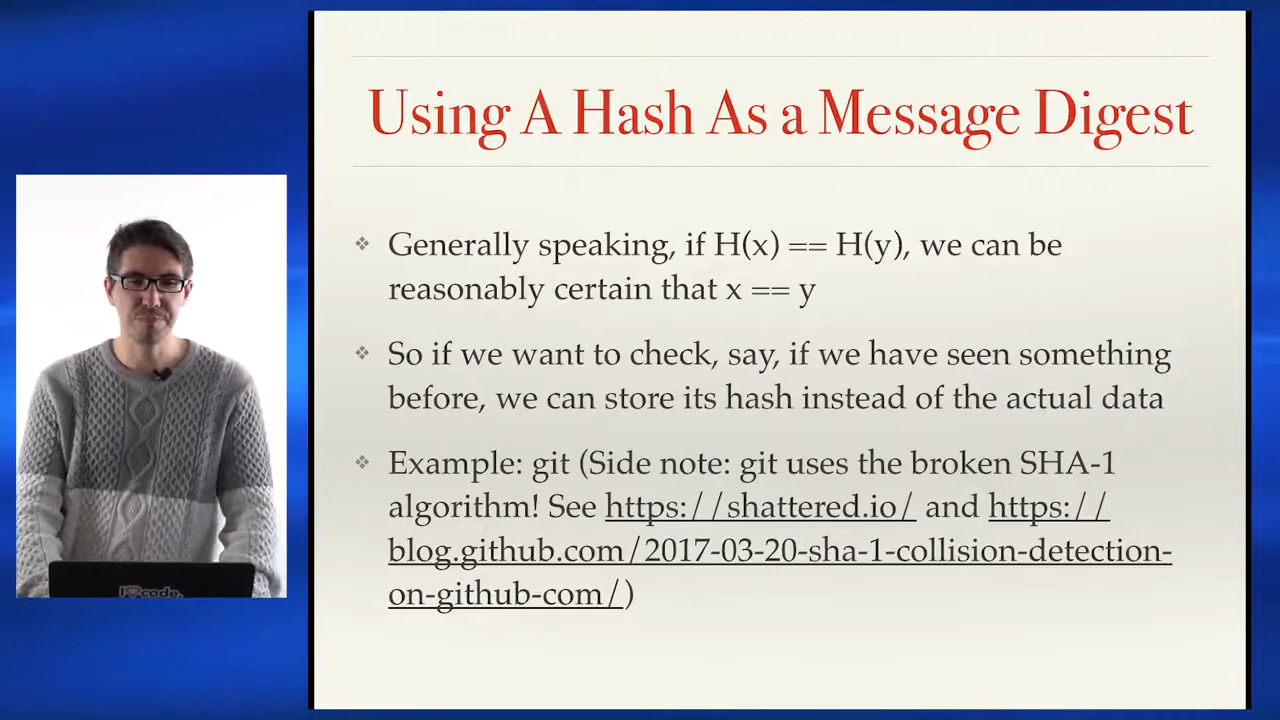 Using A Hash As a Message Digest
Generally speaking, if H(x) == H(y), we can be
reasonably certain that x == y
So if we want to check, say, if we have seen something
before, we can store its hash instead of the actual data
Example: git (Side note: git uses the broken SHA-1
algorithm! See https://shattered.io/ and https://
blog.github.com/2017-03-20-sha-1-collision-detection-
on-github-com/)
I code.